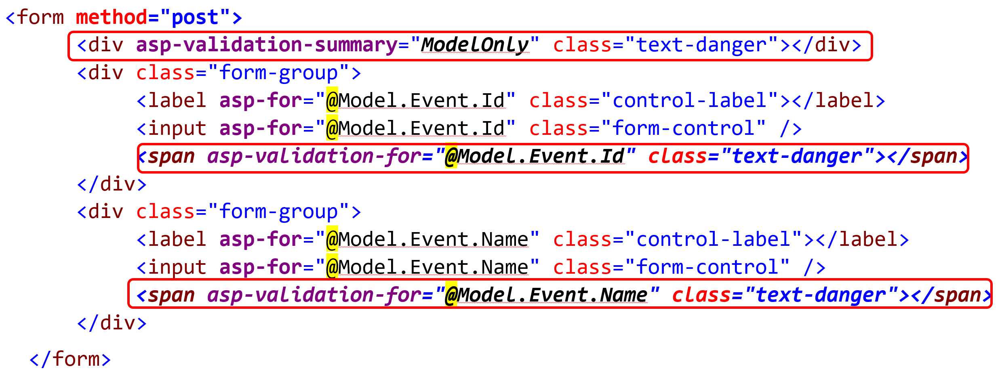 <form method="post">
<div asp-validation-summary="ModelOnly" class="text-danger"></div>
<div class="form-group">
<label asp-for="@Model.Event.Id" class="control-label"></label>
<input asp-for="@Model.Event.Id" class="form-control" />
<span asp-validation-for="@Model.Event.Id" class="text-danger"></span>
</div>
<div class="form-group">
<label asp-for="@Model.Event.Name" class="control-label"></label>
<input asp-for="@Model.Event.Name" class="form-control" />
<span asp-validation-for="@Model.Event.Name" class="text-danger"></span>
</div>
</form>